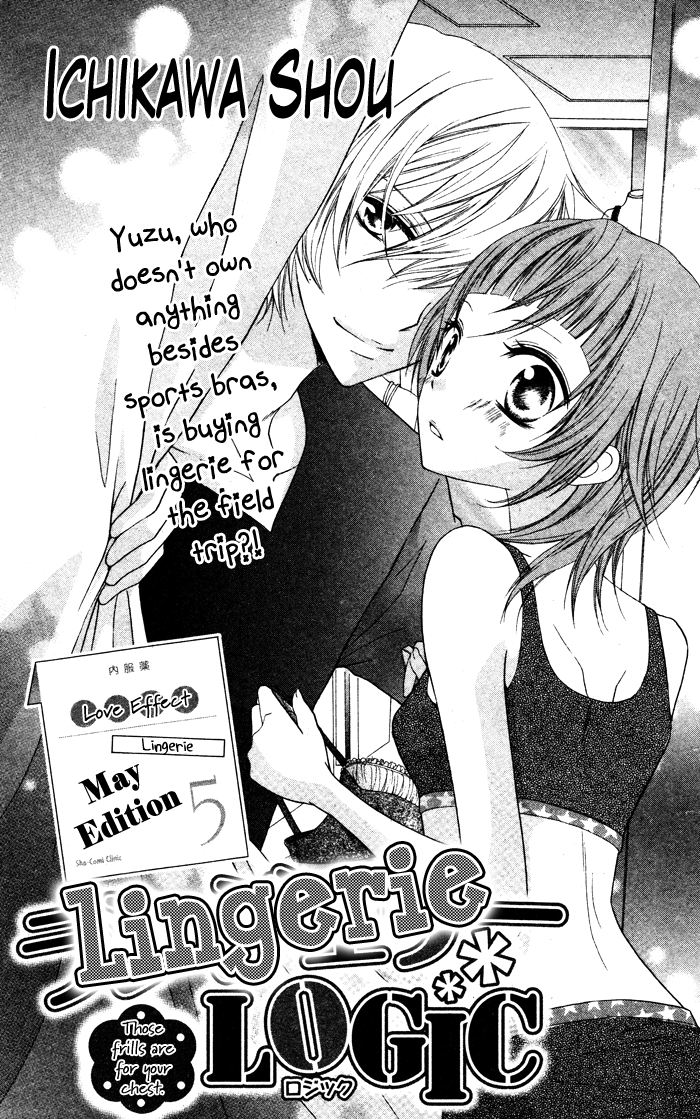 ICHIKAWA SHOU
Yuzu, who
doesn't own
anything
besides
sports bras,
is buying
lingerie for
the field
trip?!
内服薬
Love Effect
Lingerie
May
Edition 5
Sho-Comi Clinic
Lingerie
LOGIC
Those
frills are
for your
chest.
ロジック